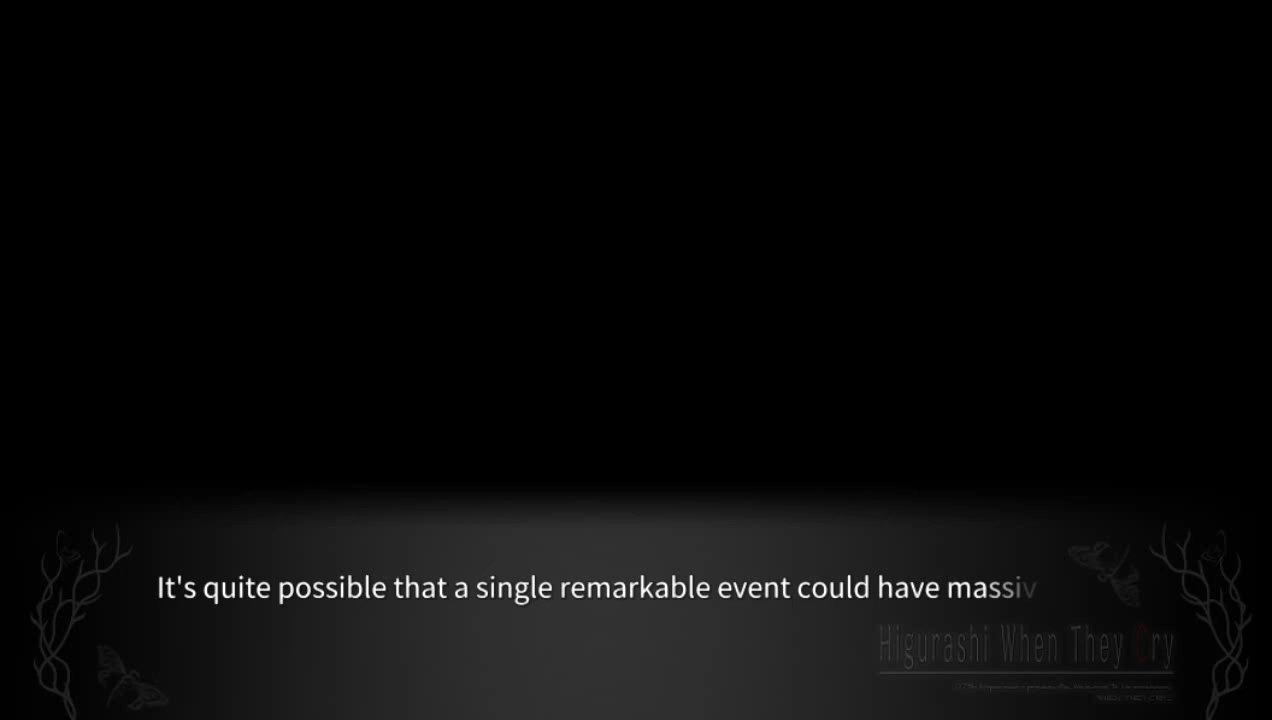 It's quite possible that a single remarkable event could have massiv
Higurashi When They Cry